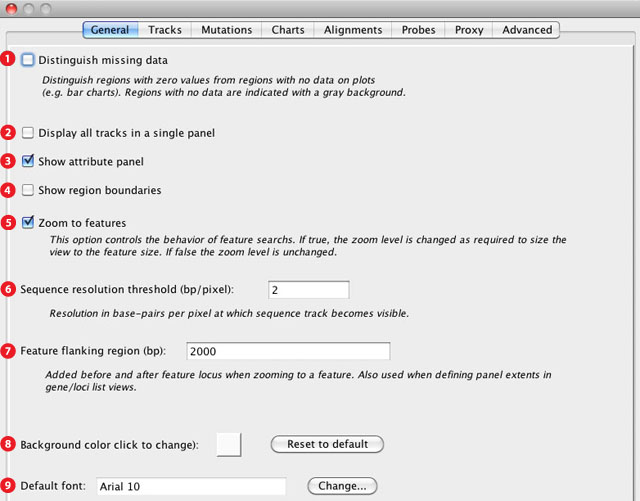 General Tracks Mutations Charts Alignments Probes Proxy Advanced
1 Distinguish missing data
Distinguish regions with zero values from regions with no data on plots
(e.g. bar charts). Regions with no data are indicated with a gray background.
2 Display all tracks in a single panel
3 Show attribute panel
4 Show region boundaries
5 Zoom to features
This option controls the behavior of feature searchs. If true, the zoom level is changed as required to size the
view to the feature size. If false the zoom level is unchanged.
6 Sequence resolution threshold (bp/pixel): 2
Resolution in base-pairs per pixel at which sequence track becomes visible.
7 Feature flanking region (bp): 2000
Added before and after feature locus when zooming to a feature. Also used when defining panel extents in
gene/loci list views.
8 Background color click to change): Reset to default
9 Default font: Arial 10 Change...